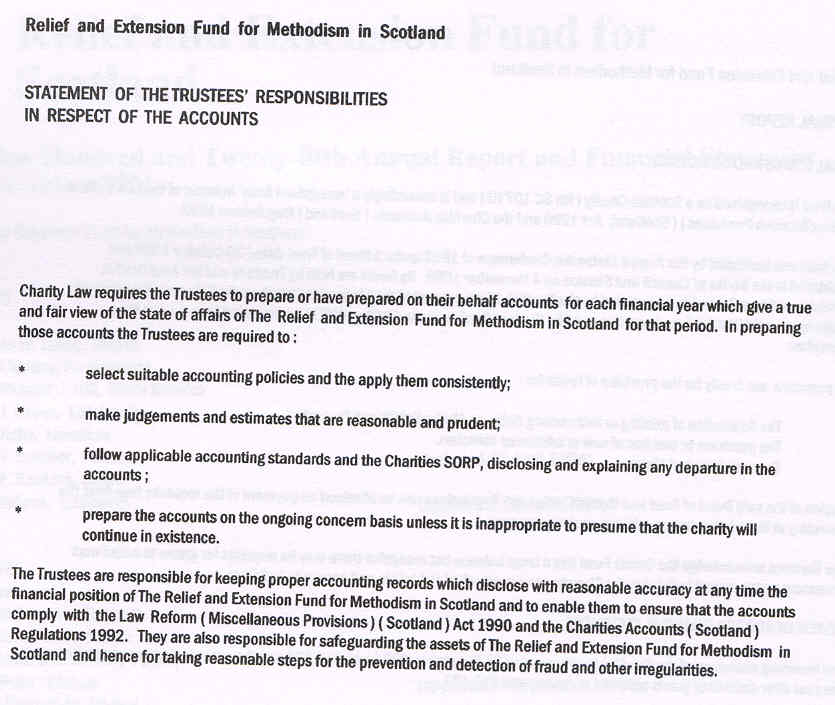 Relief and Extension Fund for Methodism in Scotland
STATEMENT OF THE TRUSTEES' RESPONSIBILITIES
IN RESPECT OF THE ACCOUNTS
Charity Law requires the Trustees to prepare or have prepared on their behalf accounts for each financial year which give a true
and fair view of the state of affairs of The Relief and Extension Fund for Methodism in Scotland for that period. In preparing
those accounts the Trustees are required to :
* select suitable accounting policies and the apply them consistently;
* make judgements and estimates that are reasonable and prudent;
* follow applicable accounting standards and the Charities SORP, disclosing and explaining any departure in the
accounts ;
* prepare the accounts on the ongoing concern basis unless it is inappropriate to presume that the charity will
continue in existence.
The Trustees are responsible for keeping proper accounting records which disclose with reasonable accuracy at any time the
financial position of The Relief and Extension Fund for Methodism in Scotland and to enable them to ensure that the accounts
comply with the Law Reform ( Miscellaneous Provisions ) ( Scotland ) Act 1990 and the Charities Accounts ( Scotland )
Regulations 1992. They are also responsible for safeguarding the assets of The Relief and Extension Fund for Methodism in
Scotland and hence for taking reasonable steps for the prevention and detection of fraud and other irregularities.